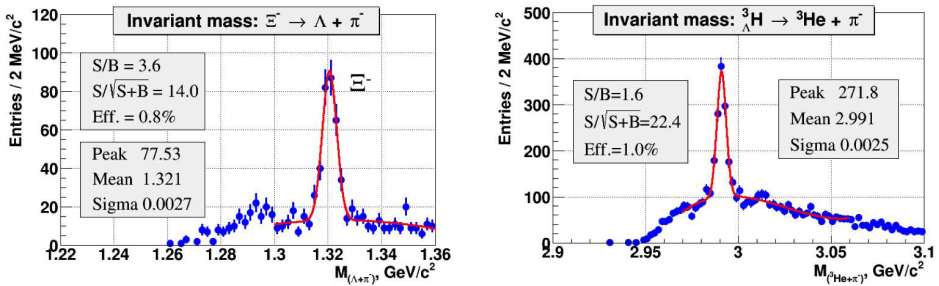 Invariant mass: Ξ⁻ → Λ + π⁻
Entries / 2 MeV/c²
120
100
80
60
40
20
0
S/B = 3.6
S/√S+B = 14.0
Eff. = 0.8%
Peak 77.53
Mean 1.321
Sigma 0.0027
Ξ⁻
1.22 1.24 1.26 1.28 1.30 1.32 1.34 1.36
M(Λ+π⁻), GeV/c²
Invariant mass: ³ΛH → ³He + π⁻
Entries / 2 MeV/c²
500
400
300
200
100
0
S/B=1.6
S/√S+B=22.4
Eff.=1.0%
Peak 271.8
Mean 2.991
Sigma 0.0025
2.9 2.95 3 3.05 3.1
M(³He+π⁻), GeV/c²